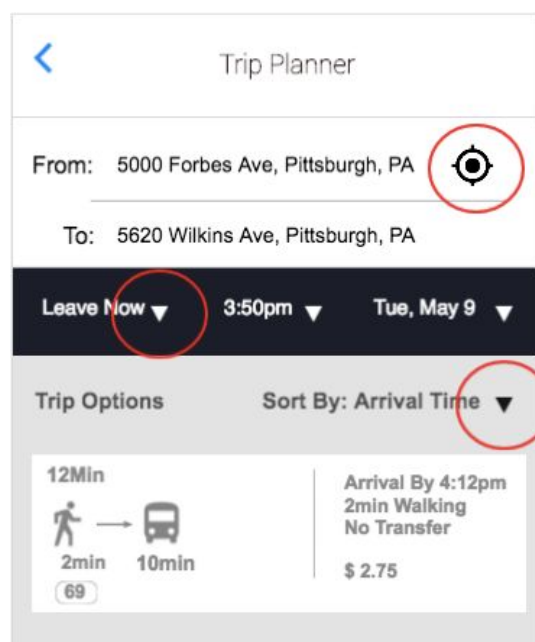 Trip Planner
From: 5000 Forbes Ave, Pittsburgh, PA
To: 5620 Wilkins Ave, Pittsburgh, PA
Leave Now 3:50pm Tue, May 9
Trip Options Sort By: Arrival Time
12Min
2min 10min
69
Arrival By 4:12pm
2min Walking
No Transfer
$ 2.75